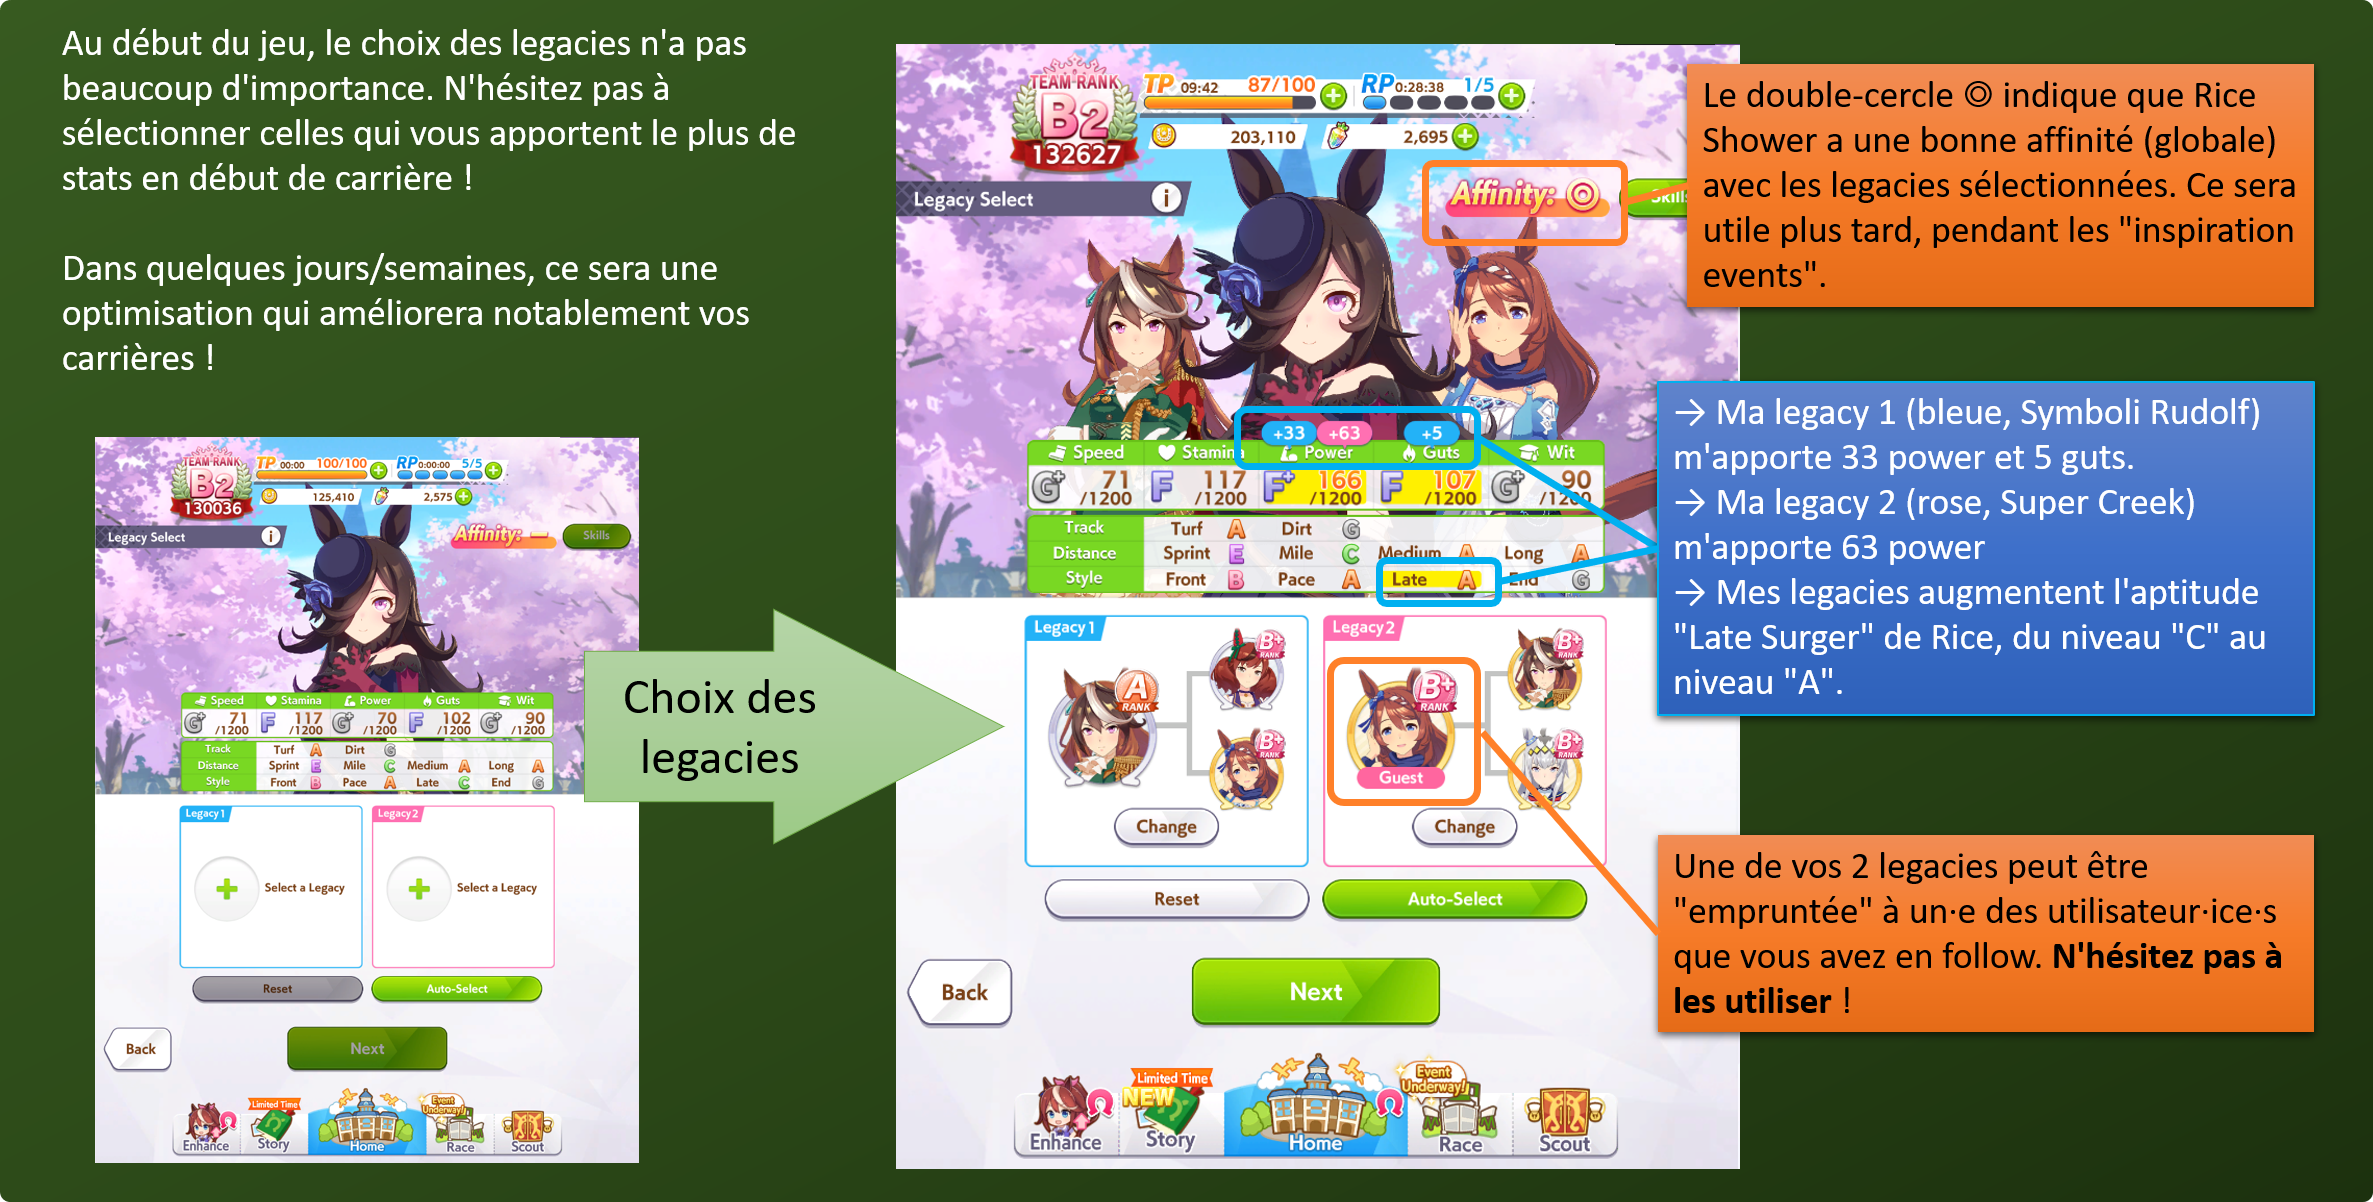 Au début du jeu, le choix des legacies n'a pas
beaucoup d'importance. N'hésitez pas à
sélectionner celles qui vous apportent le plus de
stats en début de carrière !
Dans quelques jours/semaines, ce sera une
optimisation qui améliorera notablement vos
carrières !
TEAM RANK
B2
130036
TP 00:00 100/100
RP 0:00:00 5/5
125,410
2,575
Legacy Select
Affinity: –
Skills
Speed Stamina Power Guts Wit
G+ 71 F 117 G+ 70 F 102 G+ 90
/1200 /1200 /1200 /1200 /1200
Track Turf A Dirt G
Distance Sprint E Mile C Medium A Long A
Style Front B Pace A Late C End G
Legacy 1
Select a Legacy
Legacy 2
Select a Legacy
Reset
Auto-Select
Back
Next
Enhance
Limited Time
Story
Home
Event
Underway!
Race
Scout
Choix des
legacies
TEAM RANK
B2
132627
TP 09:42 87/100
RP 0:28:38 1/5
203,110
2,695
Legacy Select
Affinity: ◎
Skills
+33 +63 +5
Speed Stamina Power Guts Wit
G+ 71 F 117 F+ 166 F 107 G+ 90
/1200 /1200 /1200 /1200 /1200
Track Turf A Dirt G
Distance Sprint E Mile C Medium A Long A
Style Front B Pace A Late A End G
Legacy 1
A RANK
B+ RANK
B+ RANK
Change
Legacy 2
B+ RANK
Guest
B+ RANK
B+ RANK
Change
Reset
Auto-Select
Back
Next
Enhance
Limited Time
NEW
Story
Home
Event
Underway!
Race
Scout
Le double-cercle ◎ indique que Rice
Shower a une bonne affinité (globale)
avec les legacies sélectionnées. Ce sera
utile plus tard, pendant les "inspiration
events".
→ Ma legacy 1 (bleue, Symboli Rudolf)
m'apporte 33 power et 5 guts.
→ Ma legacy 2 (rose, Super Creek)
m'apporte 63 power
→ Mes legacies augmentent l'aptitude
"Late Surger" de Rice, du niveau "C" au
niveau "A".
Une de vos 2 legacies peut être
"empruntée" à un·e des utilisateur·ice·s
que vous avez en follow. N'hésitez pas à
les utiliser !